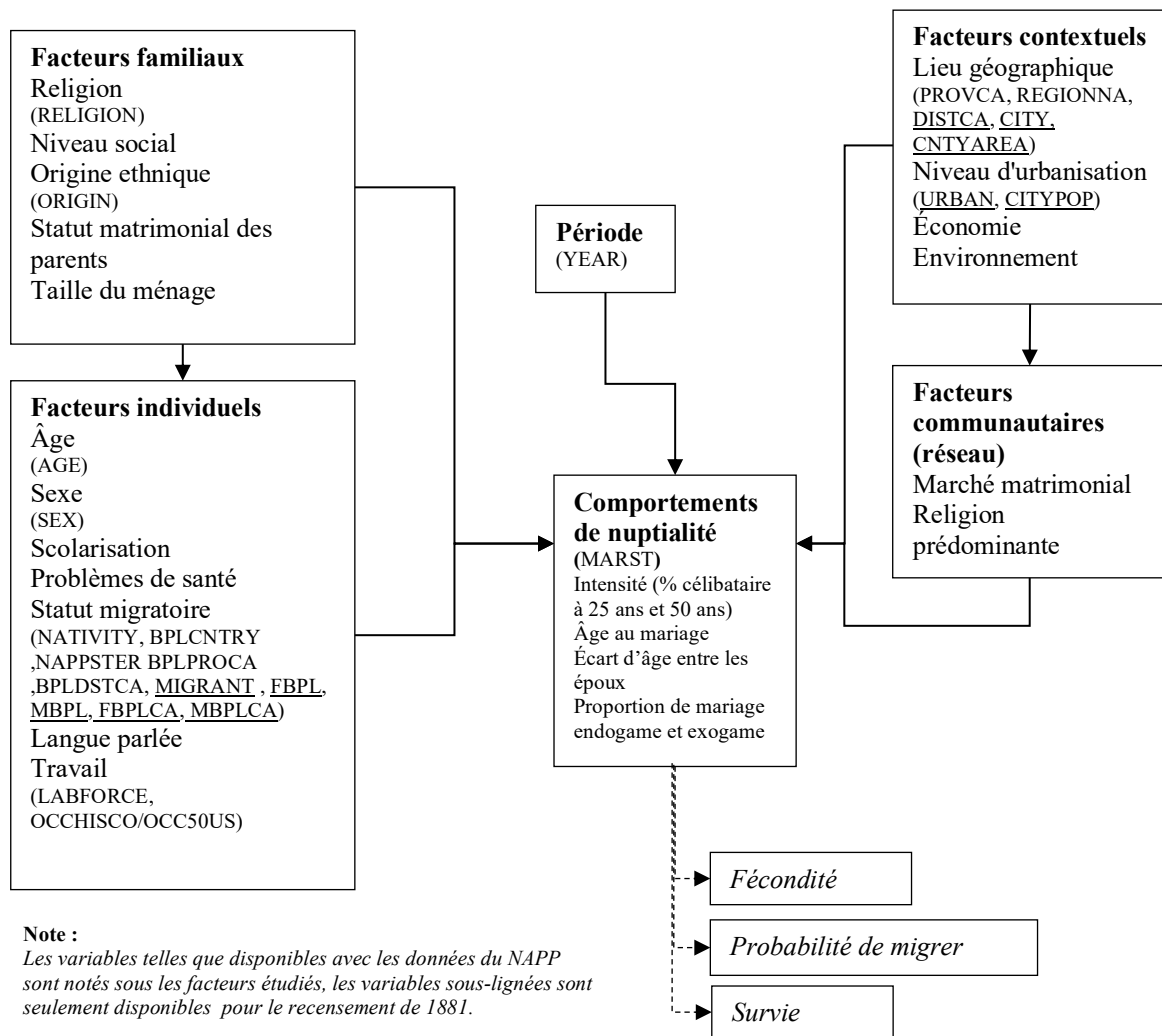 Facteurs familiaux
Religion
(RELIGION)
Niveau social
Origine ethnique
(ORIGIN)
Statut matrimonial des
parents
Taille du ménage
Facteurs individuels
Âge
(AGE)
Sexe
(SEX)
Scolarisation
Problèmes de santé
Statut migratoire
(NATIVITY, BPLCNTRY
,NAPPSTER BPLPROCA
,BPLDSTCA, MIGRANT , FBPL,
MBPL, FBPLCA, MBPLCA)
Langue parlée
Travail
(LABFORCE,
OCCHISCO/OCC50US)
Période
(YEAR)
Comportements
de nuptialité
(MARST)
Intensité (% célibataire
à 25 ans et 50 ans)
Âge au mariage
Écart d’âge entre les
époux
Proportion de mariage
endogame et exogame
Facteurs contextuels
Lieu géographique
(PROVCA, REGIONNA,
DISTCA, CITY,
CNTYAREA)
Niveau d'urbanisation
(URBAN, CITYPOP)
Économie
Environnement
Facteurs
communautaires
(réseau)
Marché matrimonial
Religion
prédominante
Fécondité
Probabilité de migrer
Survie
Note :
Les variables telles que disponibles avec les données du NAPP
sont notés sous les facteurs étudiés, les variables sous-lignées sont
seulement disponibles pour le recensement de 1881.